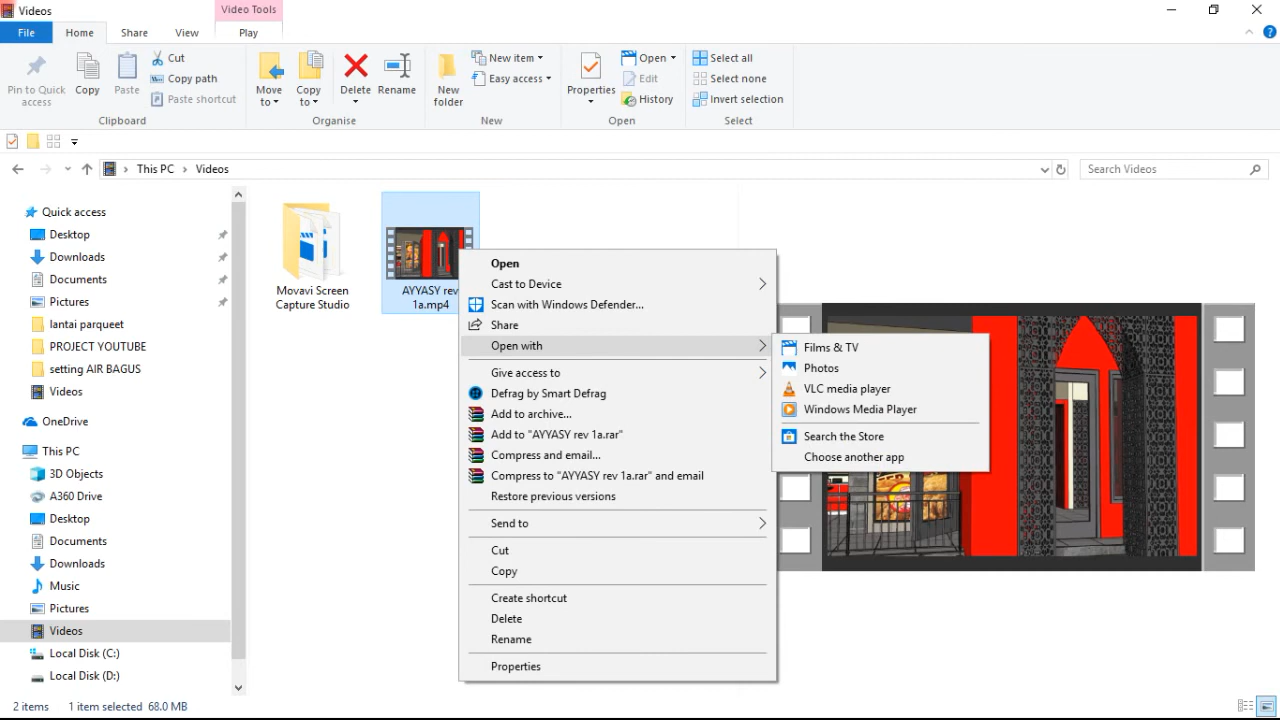 Videos
Video Tools
File
Home
Share
View
Play
Pin to Quick access
Copy
Paste
Cut
Copy path
Paste shortcut
Clipboard
Move to
Copy to
Delete
Rename
Organise
New folder
New item
Easy access
New
Properties
Open
Edit
History
Open
Select all
Select none
Invert selection
Select
This PC > Videos
Search Videos
Quick access
Desktop
Downloads
Documents
Pictures
lantai parqueet
PROJECT YOUTUBE
setting AIR BAGUS
Videos
OneDrive
This PC
3D Objects
A360 Drive
Desktop
Documents
Downloads
Music
Pictures
Videos
Local Disk (C:)
Local Disk (D:)
Movavi Screen
Capture Studio
AYYASY rev
1a.mp4
Open
Cast to Device
Scan with Windows Defender...
Share
Open with
Give access to
Defrag by Smart Defrag
Add to archive...
Add to "AYYASY rev 1a.rar"
Compress and email...
Compress to "AYYASY rev 1a.rar" and email
Restore previous versions
Send to
Cut
Copy
Create shortcut
Delete
Rename
Properties
Films & TV
Photos
VLC media player
Windows Media Player
Search the Store
Choose another app
2 items
1 item selected 68.0 MB